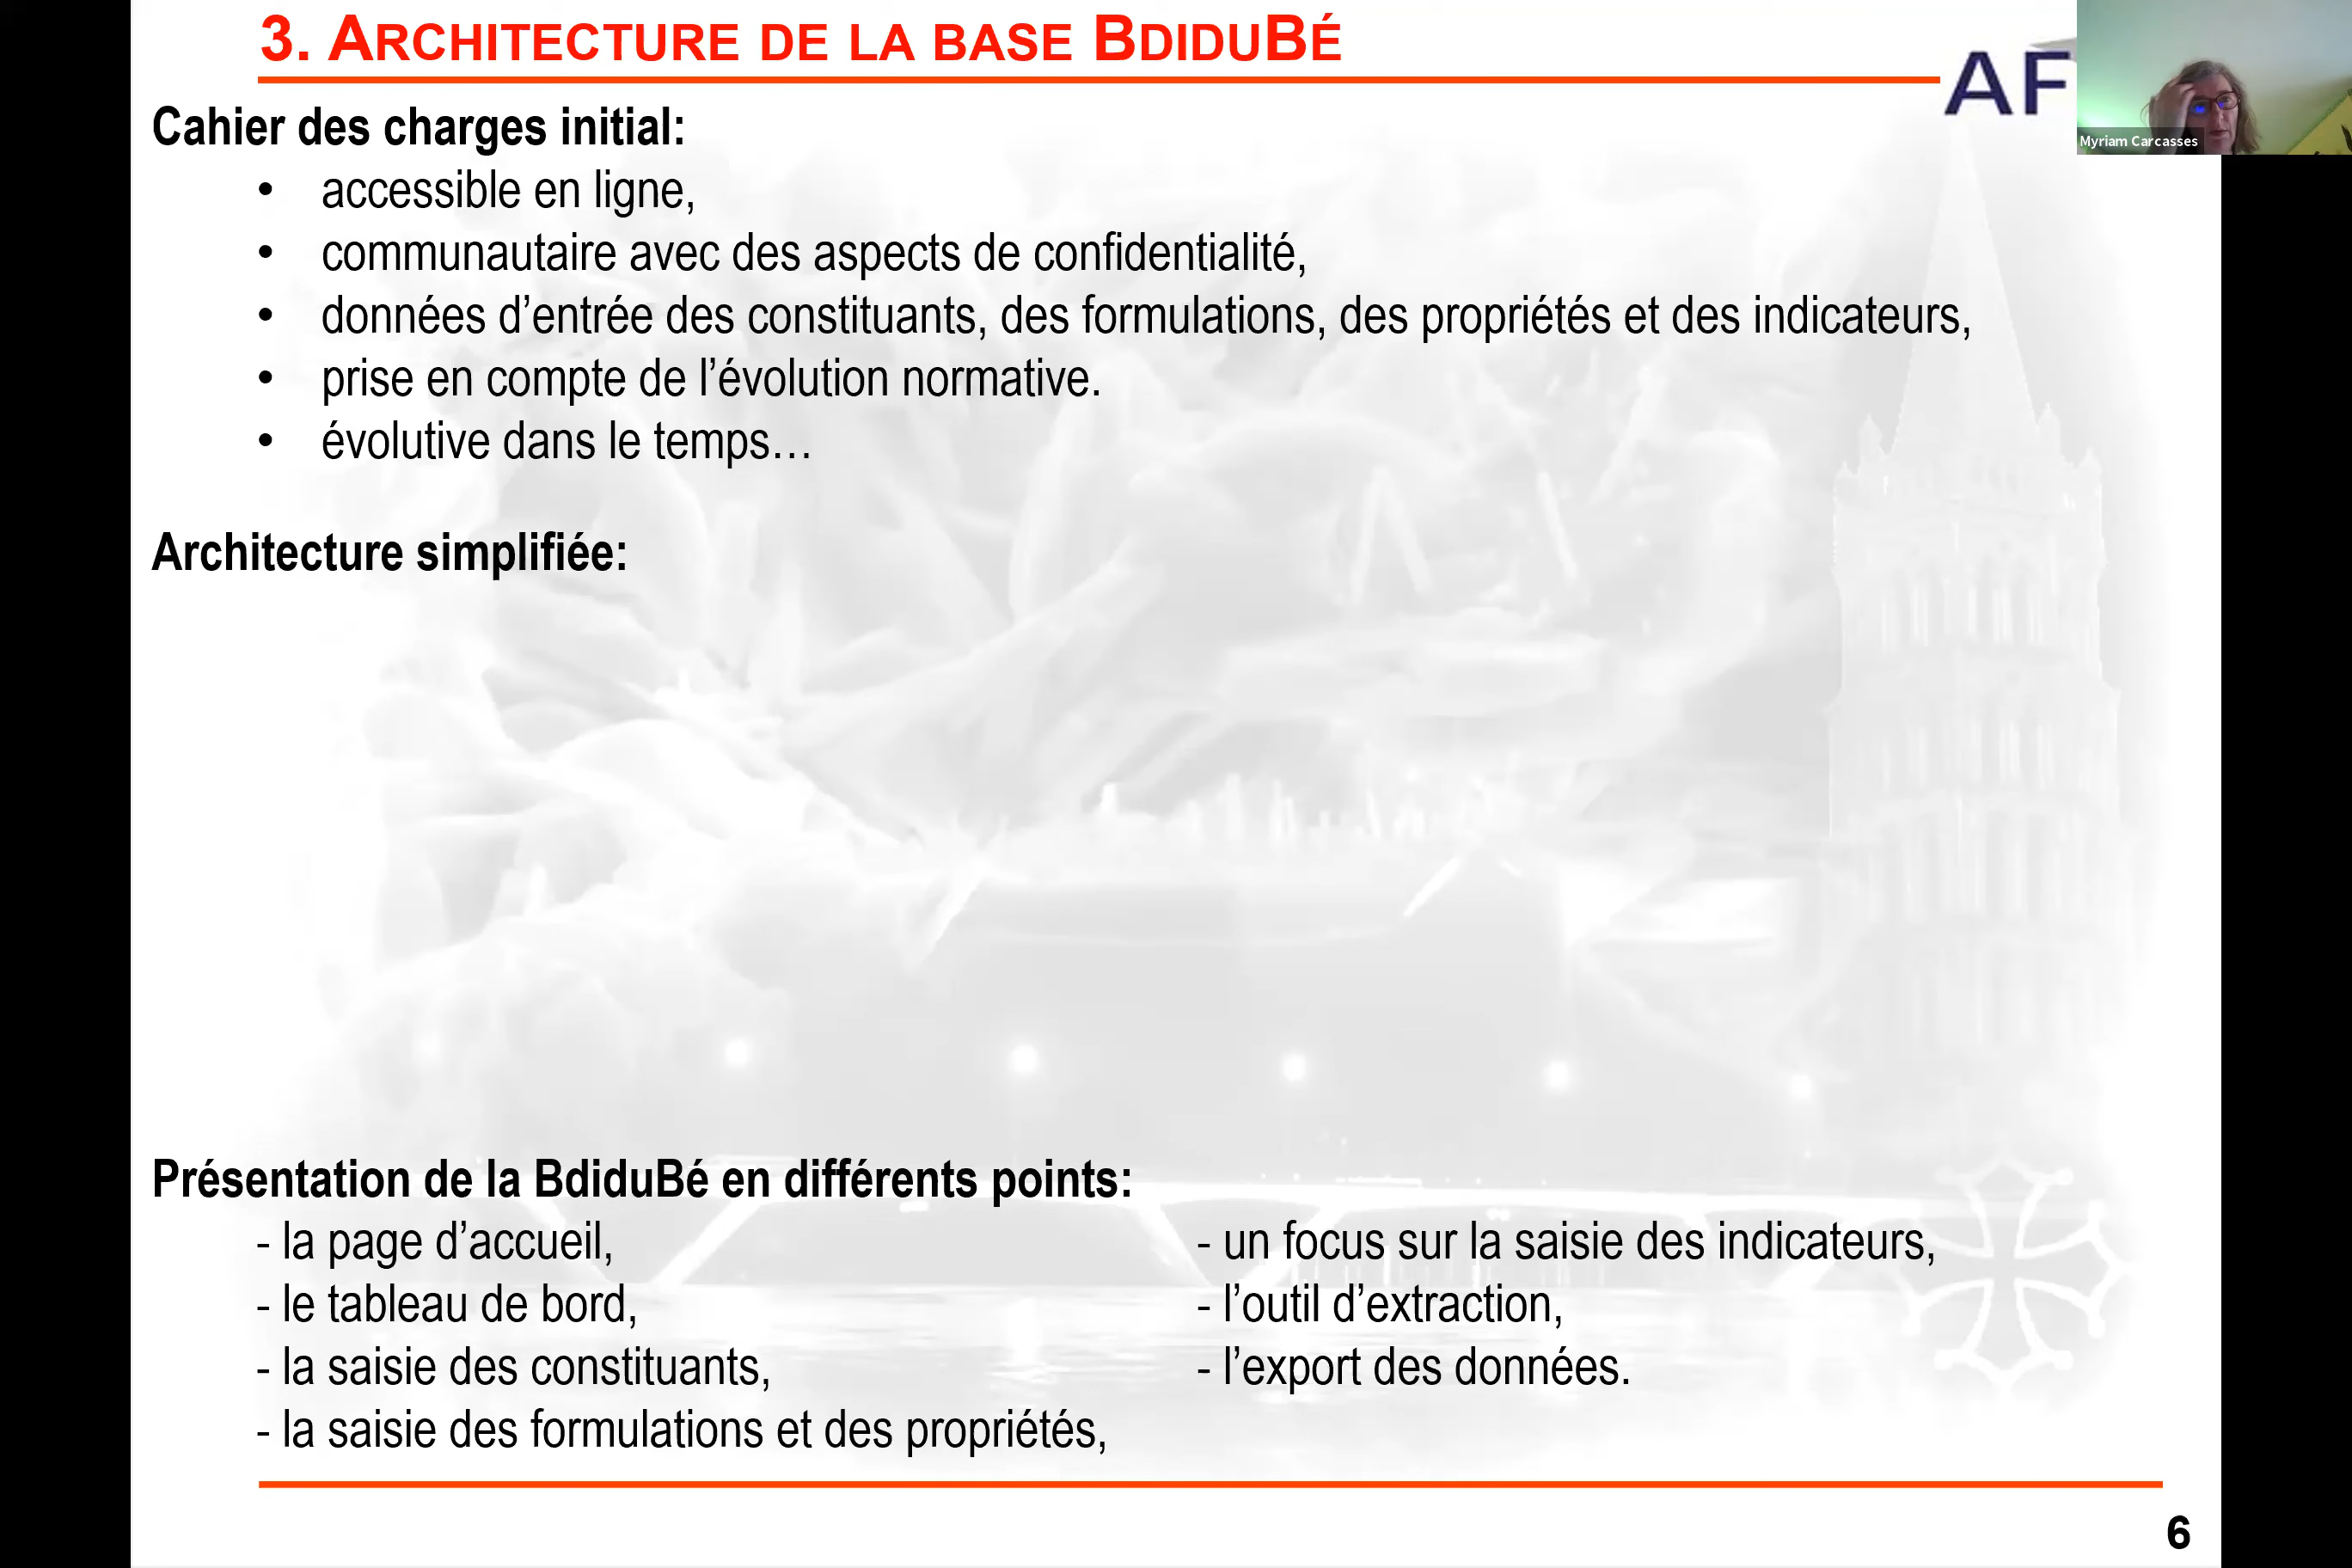 3. ARCHITECTURE DE LA BASE BDIDUBÉ
AF
Myriam Carcasses
Cahier des charges initial:
• accessible en ligne,
• communautaire avec des aspects de confidentialité,
• données d’entrée des constituants, des formulations, des propriétés et des indicateurs,
• prise en compte de l’évolution normative.
• évolutive dans le temps…
Architecture simplifiée:
Présentation de la BdiduBé en différents points:
- la page d’accueil,
- le tableau de bord,
- la saisie des constituants,
- la saisie des formulations et des propriétés,
- un focus sur la saisie des indicateurs,
- l’outil d’extraction,
- l’export des données.
6